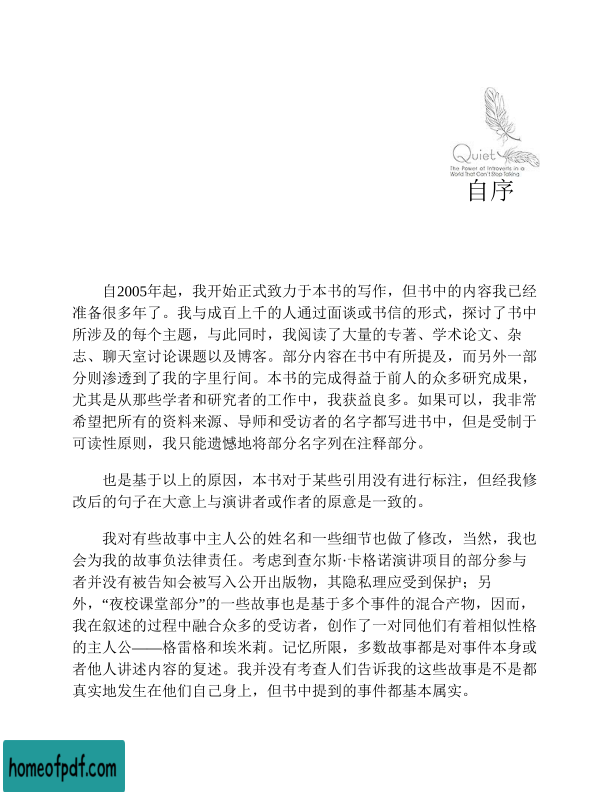 Quiet
The Power of Introverts in a
World That Can't Stop Talking
自序
自2005年起，我开始正式致力于本书的写作，但书中的内容我已经
准备很多年了。我与成百上千的人通过面谈或书信的形式，探讨了书中
所涉及的每个主题，与此同时，我阅读了大量的专著、学术论文、杂
志、聊天室讨论课题以及博客。部分内容在书中有所提及，而另外一部
分则渗透到了我的字里行间。本书的完成得益于前人的众多研究成果，
尤其是从那些学者和研究者的工作中，我获益良多。如果可以，我非常
希望把所有的资料来源、导师和受访者的名字都写进书中，但是受制于
可读性原则，我只能遗憾地将部分名字列在注释部分。
也是基于以上的原因，本书对于某些引用没有进行标注，但经我修
改后的句子在大意上与演讲者或作者的原意是一致的。
我对有些故事中主人公的姓名和一些细节也做了修改，当然，我也
会为我的故事负法律责任。考虑到查尔斯·卡格诺演讲项目的部分参与
者并没有被告知会被写入公开出版物，其隐私理应受到保护；另
外，“夜校课堂部分”的一些故事也是基于多个事件的混合产物，因而，
我在叙述的过程中融合众多的受访者，创作了一对同他们有着相似性格
的主人公——格雷格和埃米莉。记忆所限，多数故事都是对事件本身或
者他人讲述内容的复述。我并没有考查人们告诉我的这些故事是不是都
真实地发生在他们自己身上，但书中提到的事件都基本属实。
homeofpdf.com